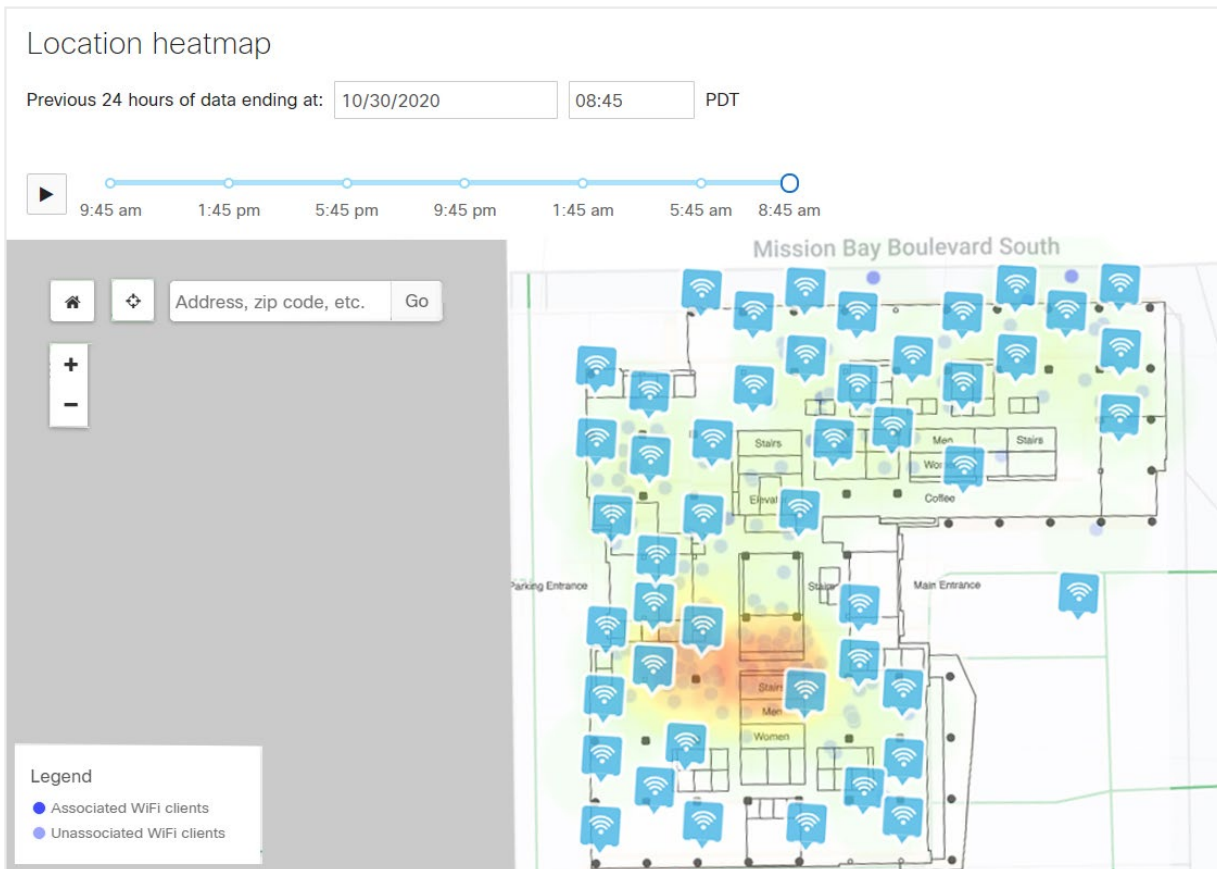 Location heatmap
Previous 24 hours of data ending at: 10/30/2020 08:45 PDT
9:45 am 1:45 pm 5:45 pm 9:45 pm 1:45 am 5:45 am 8:45 am
Mission Bay Boulevard South
Address, zip code, etc. Go
+
−
Stairs Men Stairs
Coffee
Parking Entrance Main Entrance
Men
Women
Legend
Associated WiFi clients
Unassociated WiFi clients